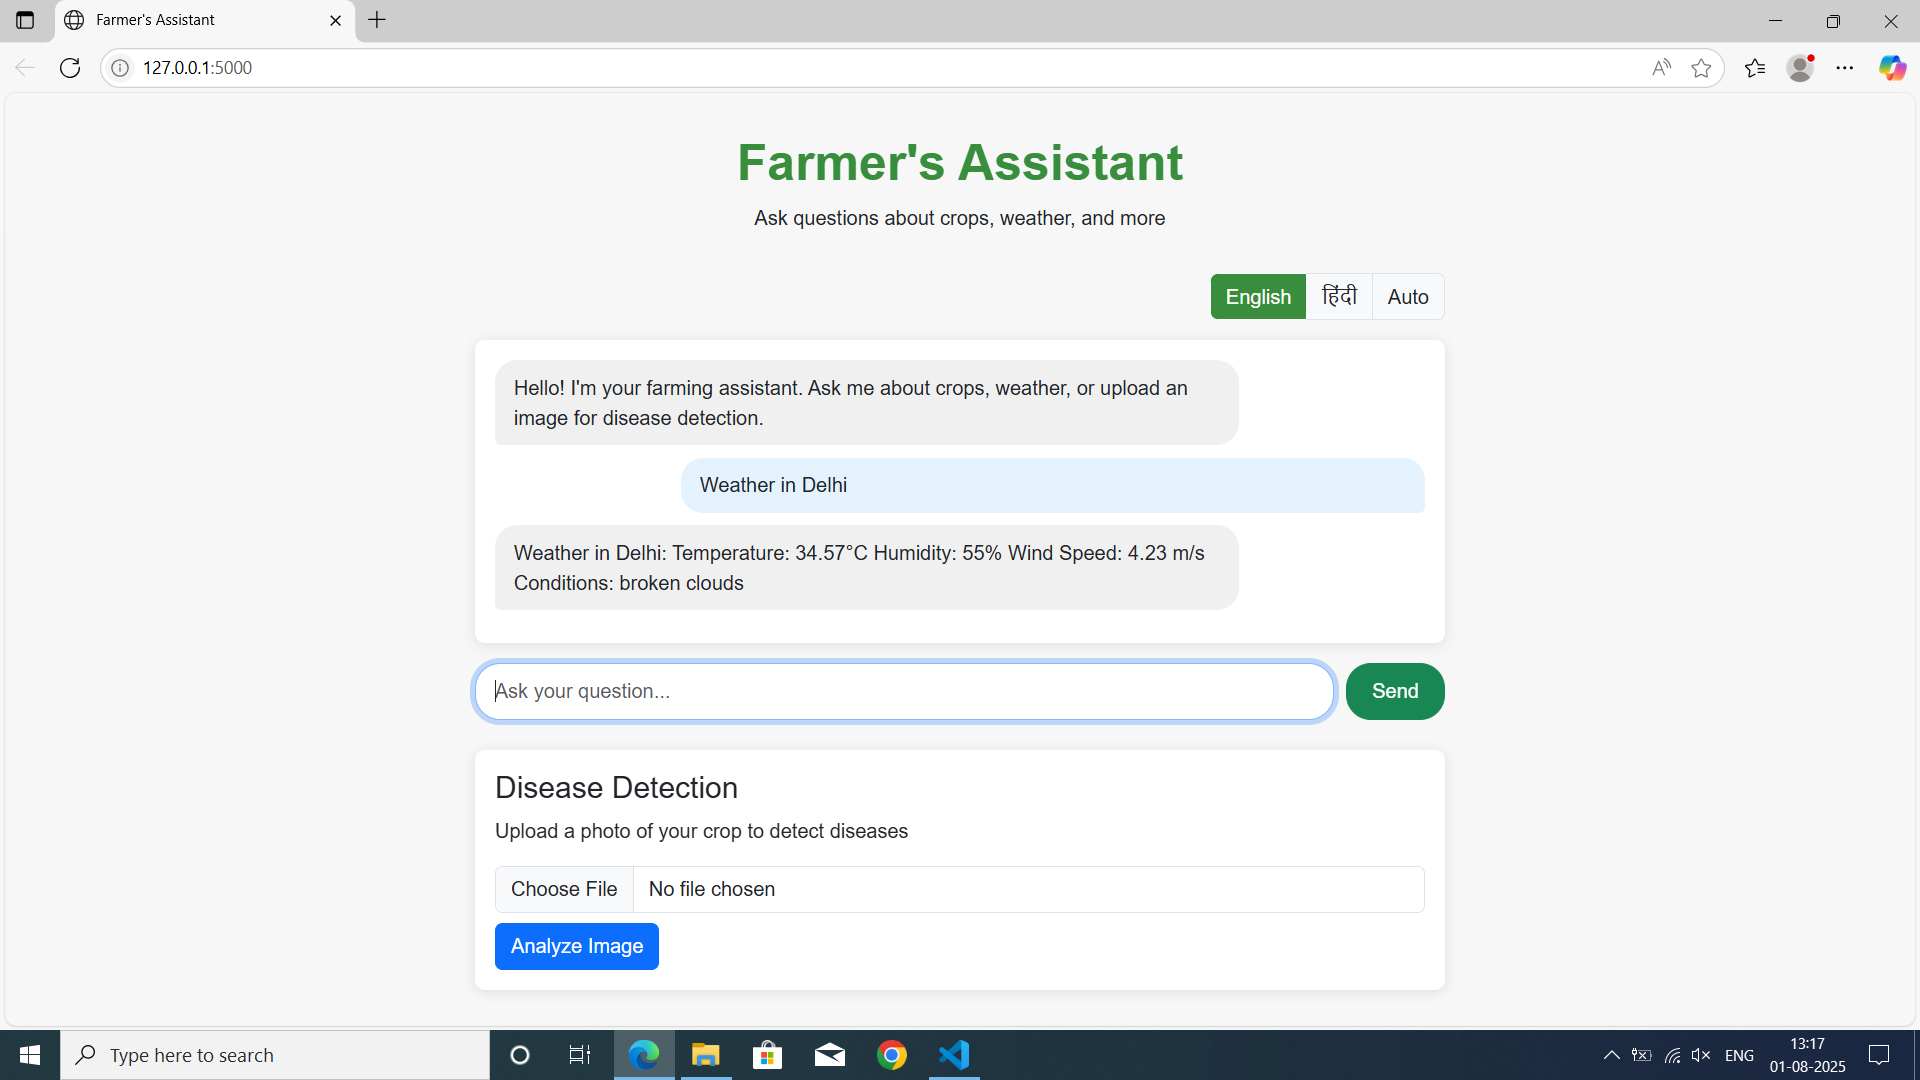 Farmer's Assistant
127.0.0.1:5000
Farmer's Assistant
Ask questions about crops, weather, and more
English हिंदी Auto
Hello! I'm your farming assistant. Ask me about crops, weather, or upload an
image for disease detection.
Weather in Delhi
Weather in Delhi: Temperature: 34.57°C Humidity: 55% Wind Speed: 4.23 m/s
Conditions: broken clouds
Ask your question...
Send
Disease Detection
Upload a photo of your crop to detect diseases
Choose File No file chosen
Analyze Image
Type here to search
ENG
13:17
01-08-2025